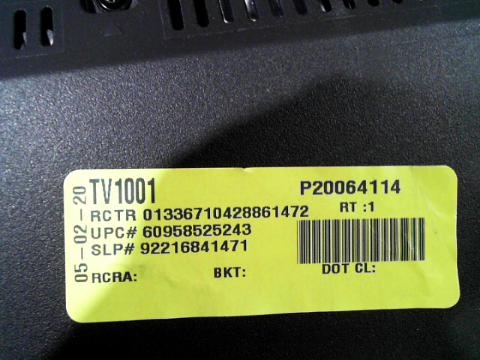 05-02-20
TV1001 P20064114
RCTR 01336710428861472 RT :1
UPC# 60958525243
SLP# 92216841471
RCRA: BKT: DOT CL: